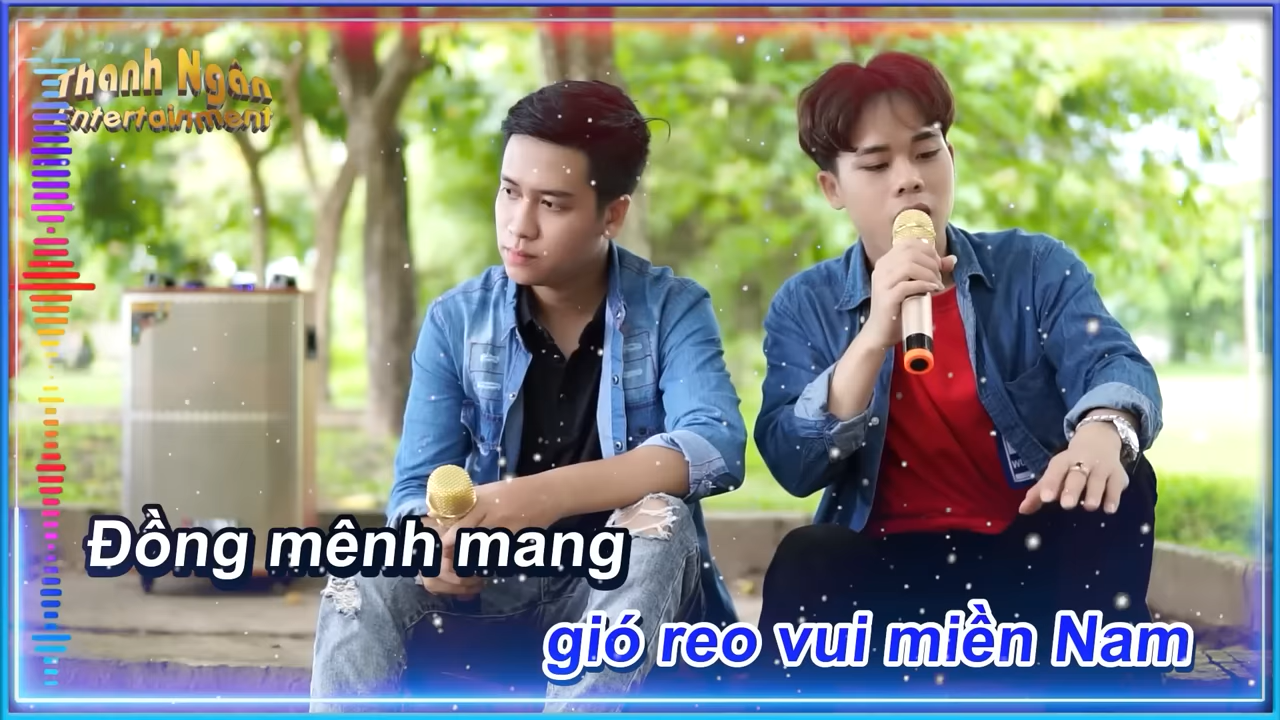 Thanh Ngân
Entertainment
Đồng mênh mang
gió reo vui miền Nam